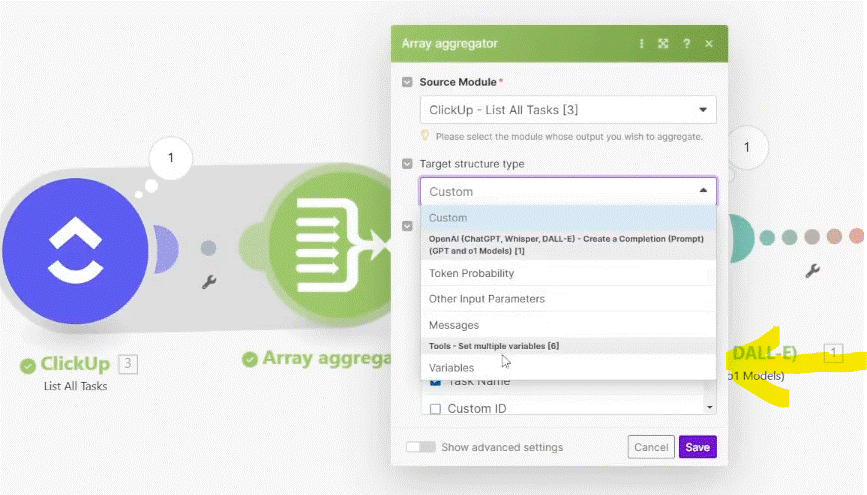 Array aggregator
?
Source Module*
ClickUp - List All Tasks [3]
Please select the module whose output you wish to aggregate.
Target structure type
Custom
Custom
OpenAI (ChatGPT, Whisper, DALL-E) - Create a Completion (Prompt)
(GPT and o1 Models) [1]
Token Probability
Other Input Parameters
Messages
Tools - Set multiple variables [6]
Variables
Task Name
Custom ID
Show advanced settings
Cancel
Save
1
1
ClickUp 3
List All Tasks
Array aggrega
DALL-E) 1
o1 Models)